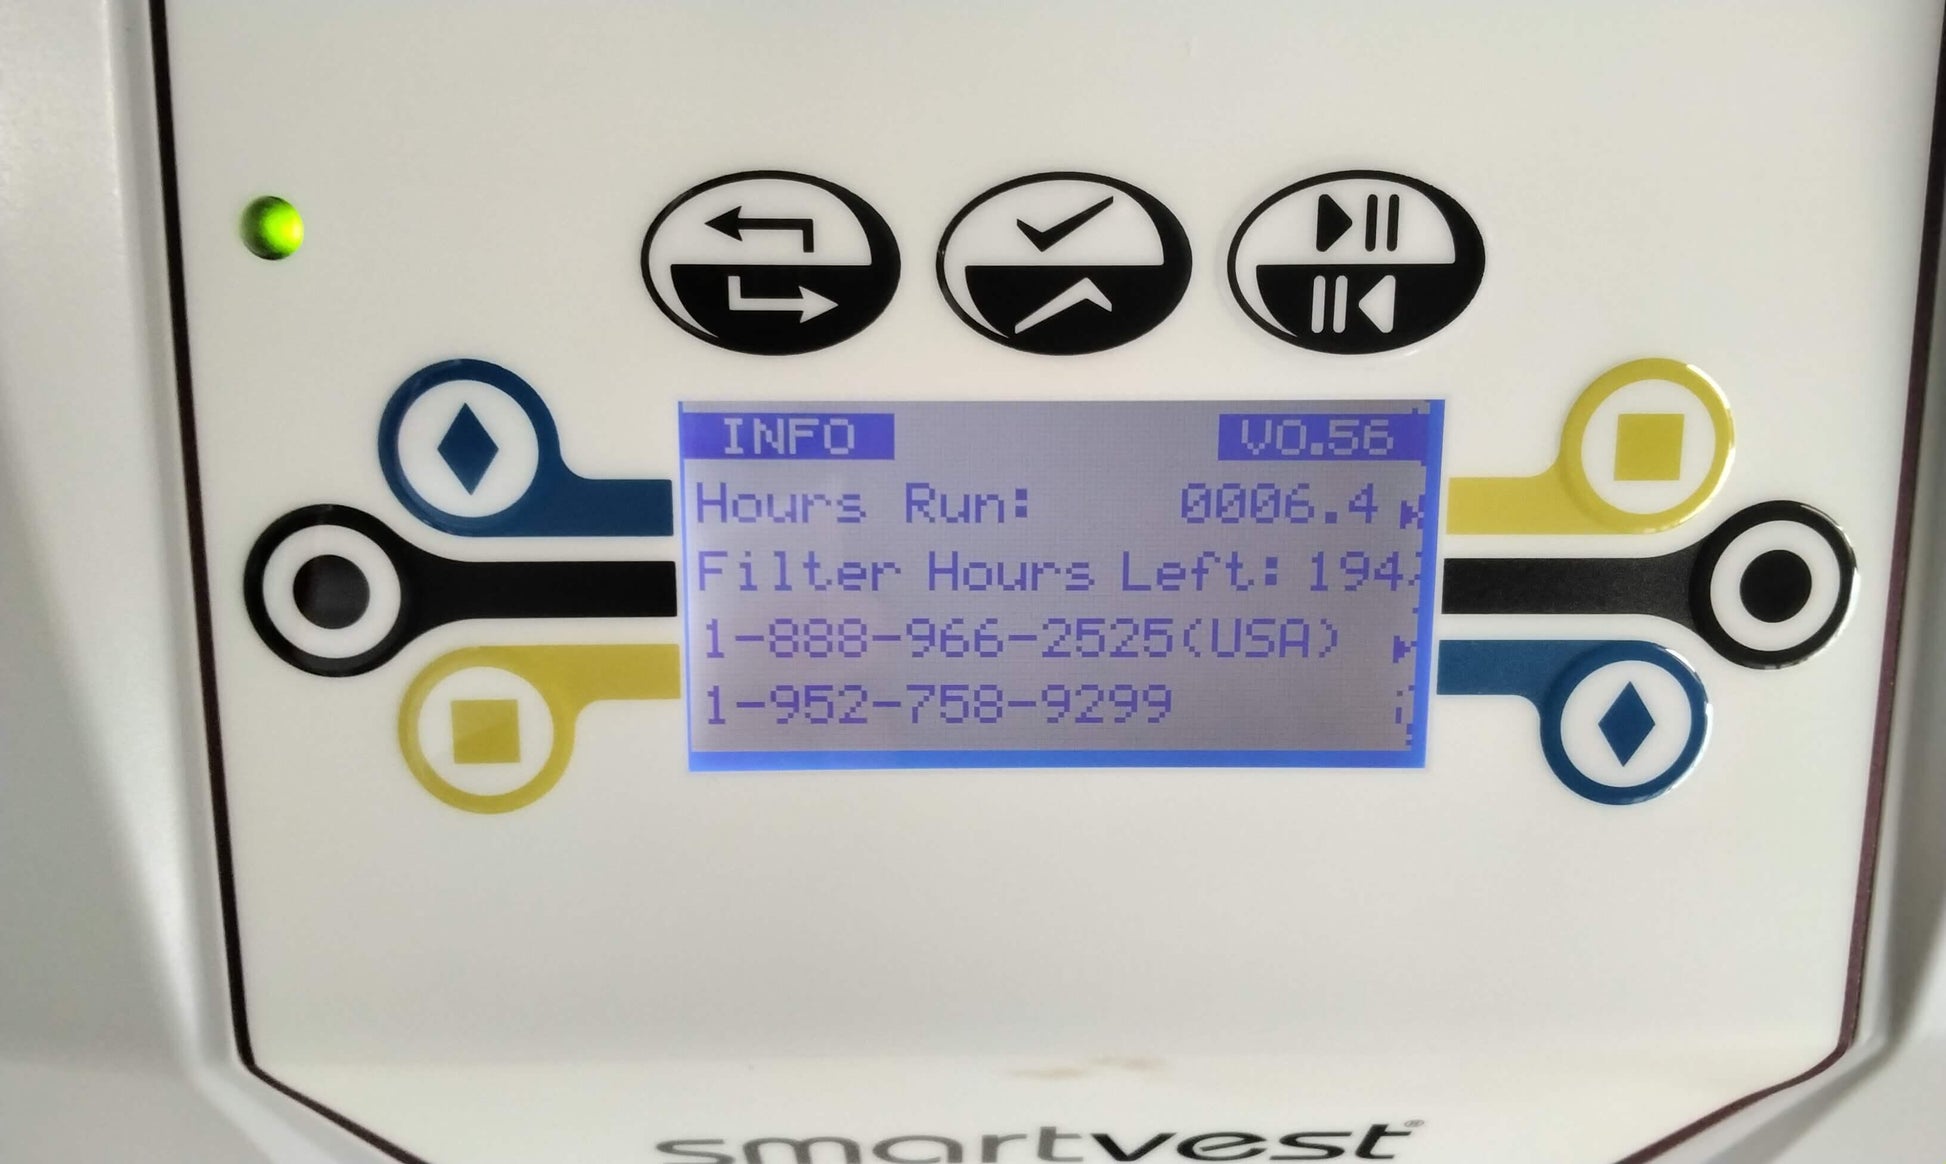 INFO V0.56
Hours Run: 0006.4
Filter Hours Left: 194
1-888-966-2525(USA)
1-952-758-9299
smartvest®